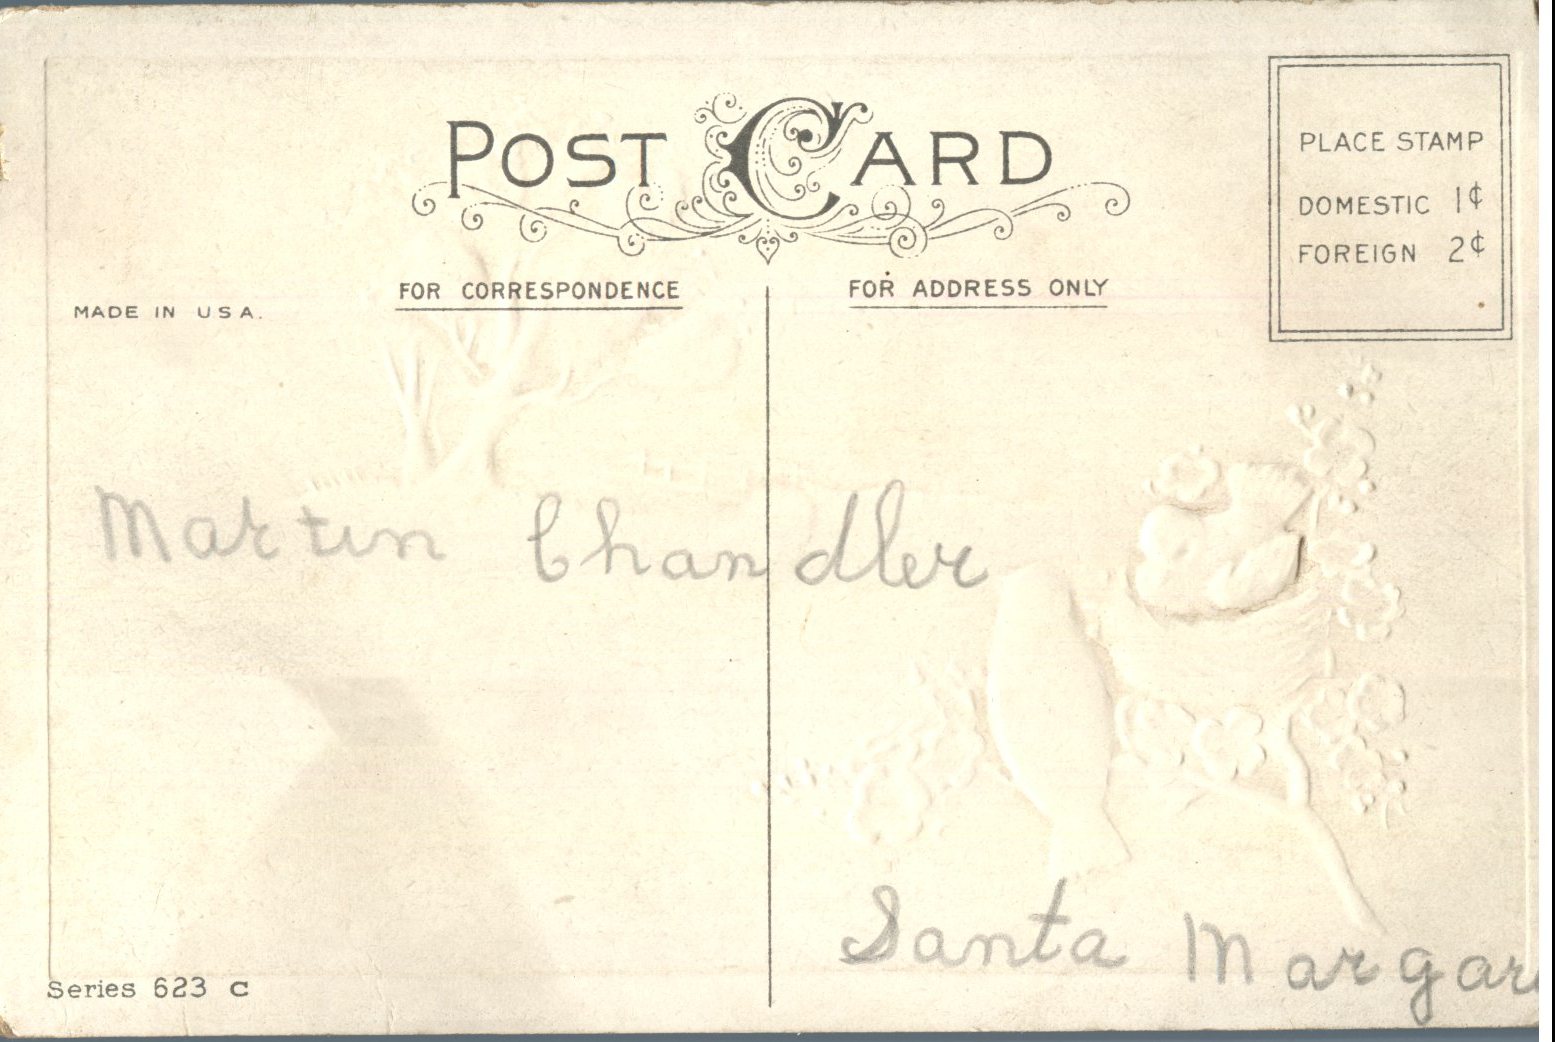 POST CARD
PLACE STAMP
DOMESTIC 1¢
FOREIGN 2¢
FOR CORRESPONDENCE
FOR ADDRESS ONLY
MADE IN USA.
Martin Chandler
Santa Margar
Series 623 C